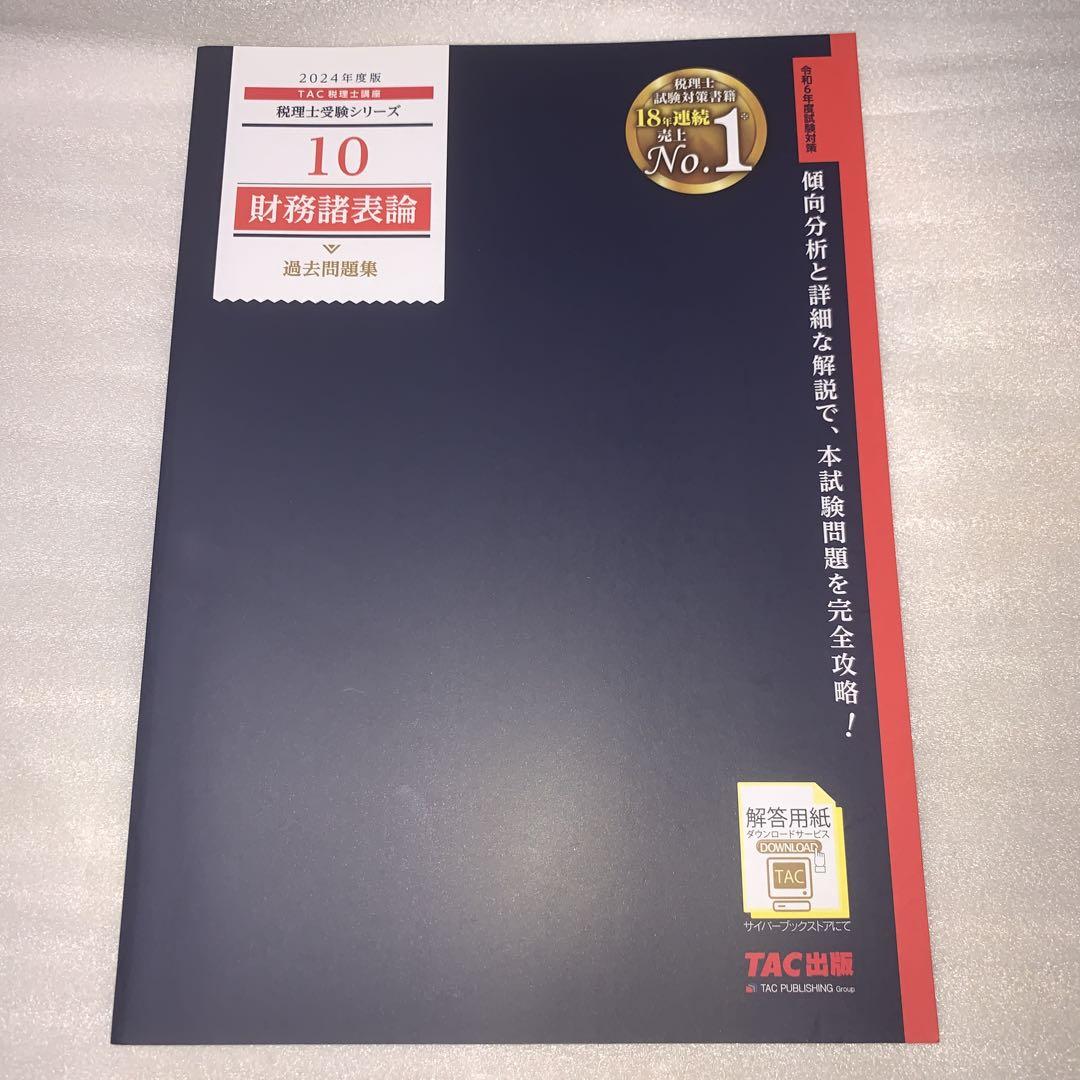 2024年度版
TAC 税理士講座
税理士受験シリーズ
10
財務諸表論
過去問題集
税理士
試験対策書籍
18年連続
売上
No.1※
令和6年度試験対策
傾向分析と詳細な解説で、本試験問題を完全攻略!
解答用紙
ダウンロードサービス
DOWNLOAD
TAC
サイバーブックストアにて
TAC出版
TAC PUBLISHING Group